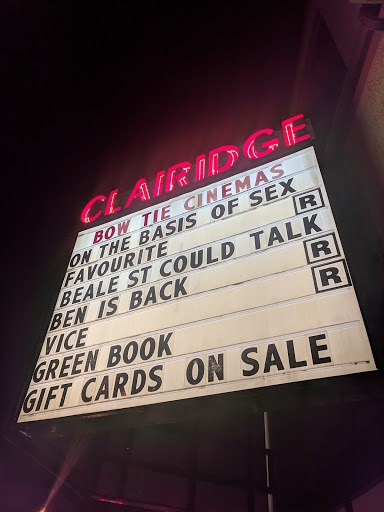 CLAIRIDGE
BOW TIE CINEMAS
ON THE BASIS OF SEX
FAVOURITE R
BEALE ST COULD TALK
BEN IS BACK R
VICE R
GREEN BOOK
GIFT CARDS ON SALE